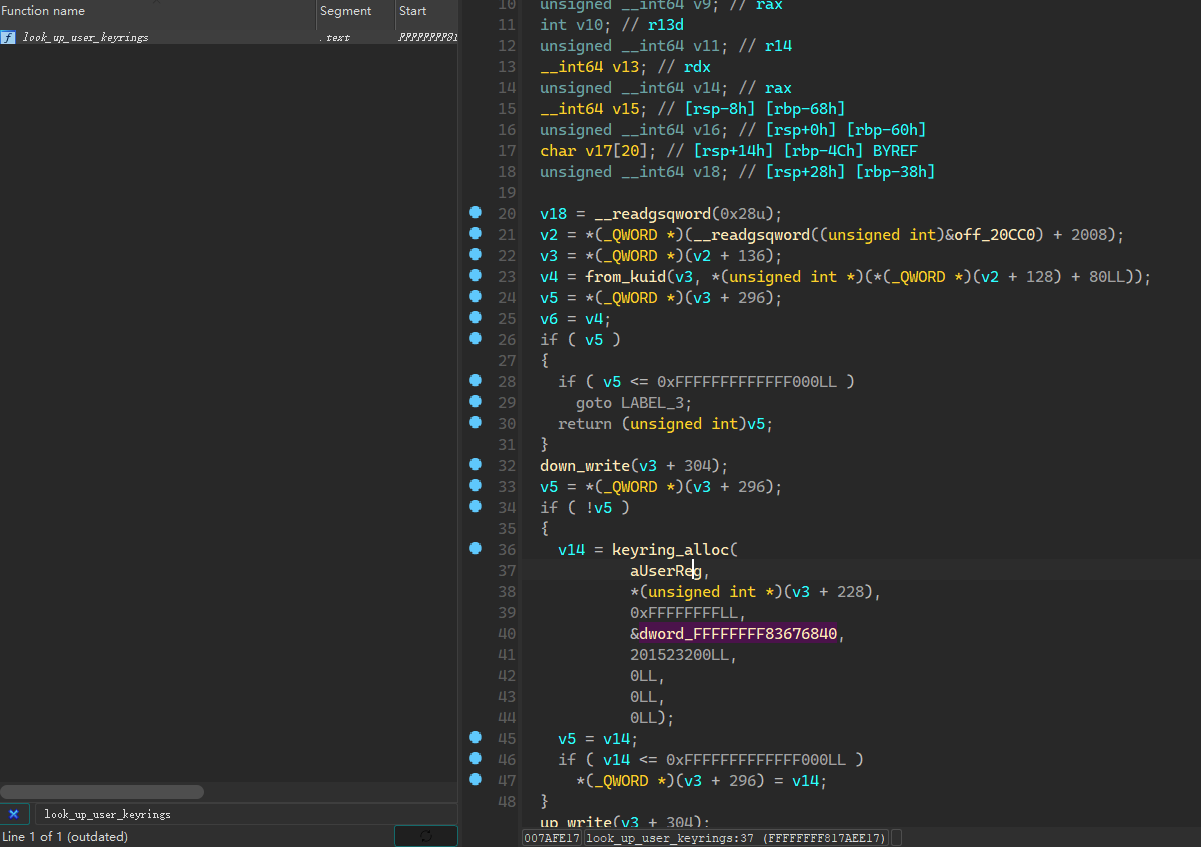 Function name Segment Start
f look_up_user_keyrings .text FFFFFFFF81
10 unsigned __int64 v9; // rax
11 int v10; // r13d
12 unsigned __int64 v11; // r14
13 __int64 v13; // rdx
14 unsigned __int64 v14; // rax
15 __int64 v15; // [rsp-8h] [rbp-68h]
16 unsigned __int64 v16; // [rsp+0h] [rbp-60h]
17 char v17[20]; // [rsp+14h] [rbp-4Ch] BYREF
18 unsigned __int64 v18; // [rsp+28h] [rbp-38h]
19
20 v18 = __readgsqword(0x28u);
21 v2 = *(_QWORD *)(__readgsqword((unsigned int)&off_20CC0) + 2008);
22 v3 = *(_QWORD *)(v2 + 136);
23 v4 = from_kuid(v3, *(unsigned int *)(*(_QWORD *)(v2 + 128) + 80LL));
24 v5 = *(_QWORD *)(v3 + 296);
25 v6 = v4;
26 if ( v5 )
27 {
28 if ( v5 <= 0xFFFFFFFFFFFFF000LL )
29 goto LABEL_3;
30 return (unsigned int)v5;
31 }
32 down_write(v3 + 304);
33 v5 = *(_QWORD *)(v3 + 296);
34 if ( !v5 )
35 {
36 v14 = keyring_alloc(
37 aUserReg,
38 *(unsigned int *)(v3 + 228),
39 0xFFFFFFFFLL,
40 &dword_FFFFFFFF83676840,
41 201523200LL,
42 0LL,
43 0LL,
44 0LL);
45 v5 = v14;
46 if ( v14 <= 0xFFFFFFFFFFFFF000LL )
47 *(_QWORD *)(v3 + 296) = v14;
48 }
up_write(v3 + 304);
look_up_user_keyrings
Line 1 of 1 (outdated)
007AFE17 look_up_user_keyrings:37 (FFFFFFFF817AEE17)